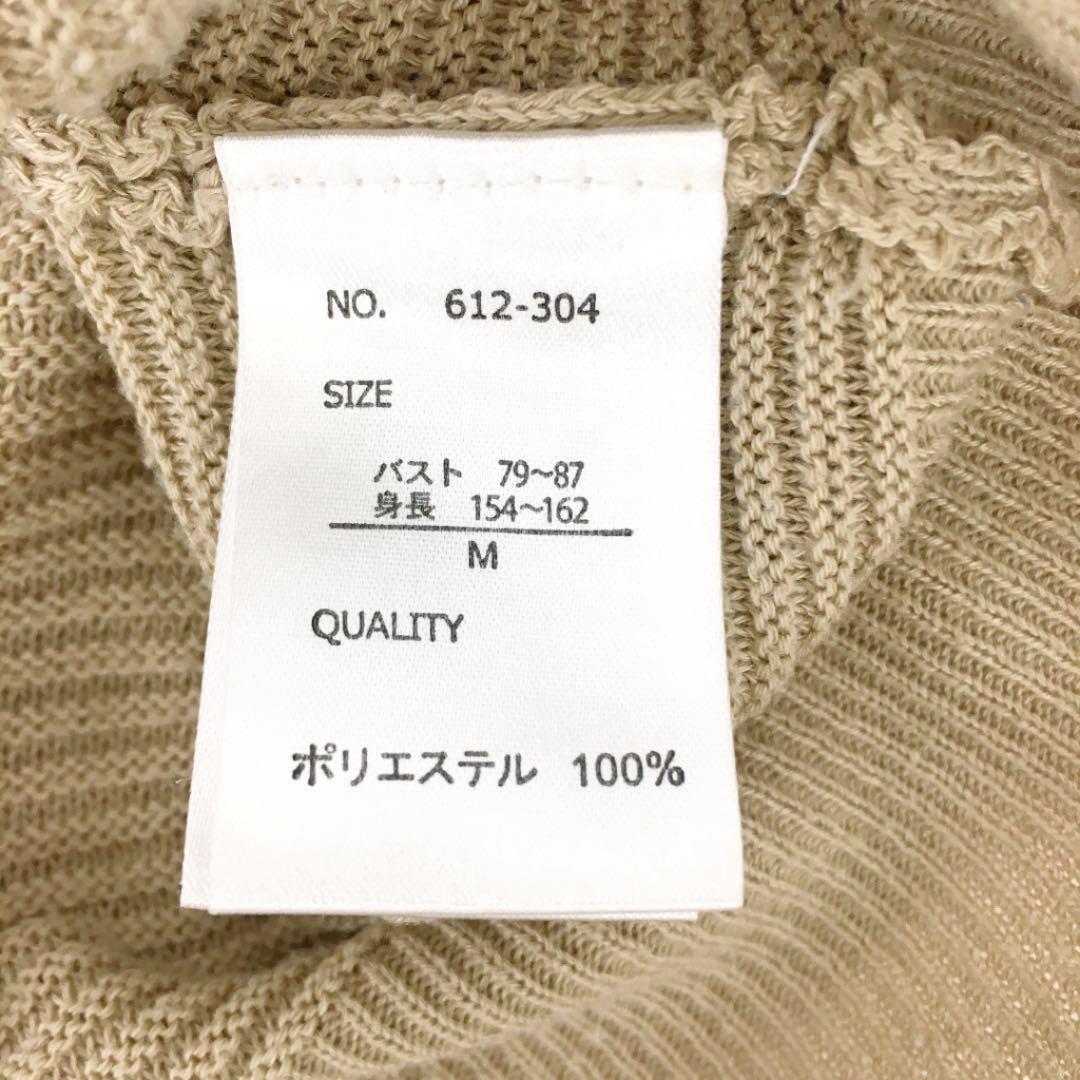 NO. 612-304
SIZE
バスト 79～87
身長 154～162
M
QUALITY
ポリエステル 100%